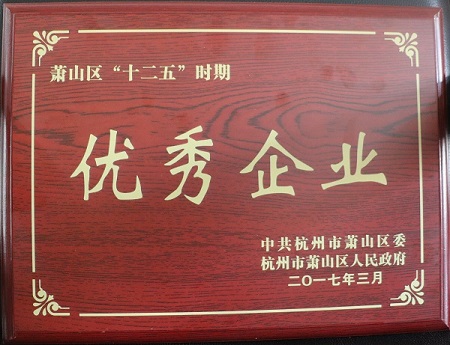 萧山区“十二五”时期
优秀企业
中共杭州市萧山区委
杭州市萧山区人民政府
二〇一七年三月